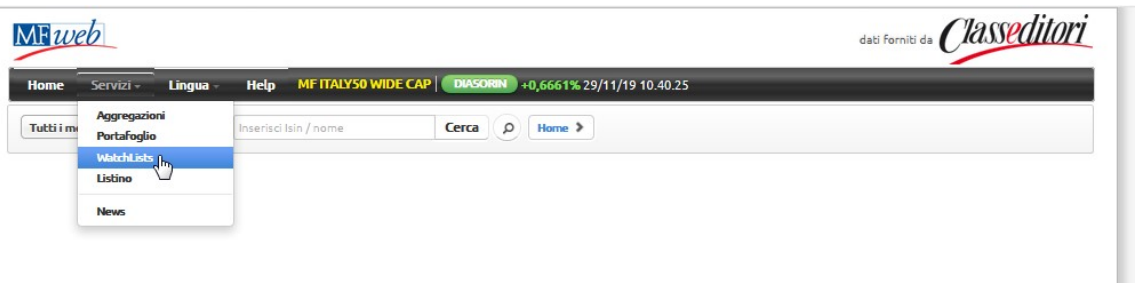 MFweb
dati forniti da Classeditori
Home Servizi Lingua Help MF ITALY50 WIDE CAP DIASORIN +0,6661% 29/11/19 10.40.25
Tutti i Inserisci Isin / nome Cerca Home
Aggregazioni
Portafoglio
WatchLists
Listino
News